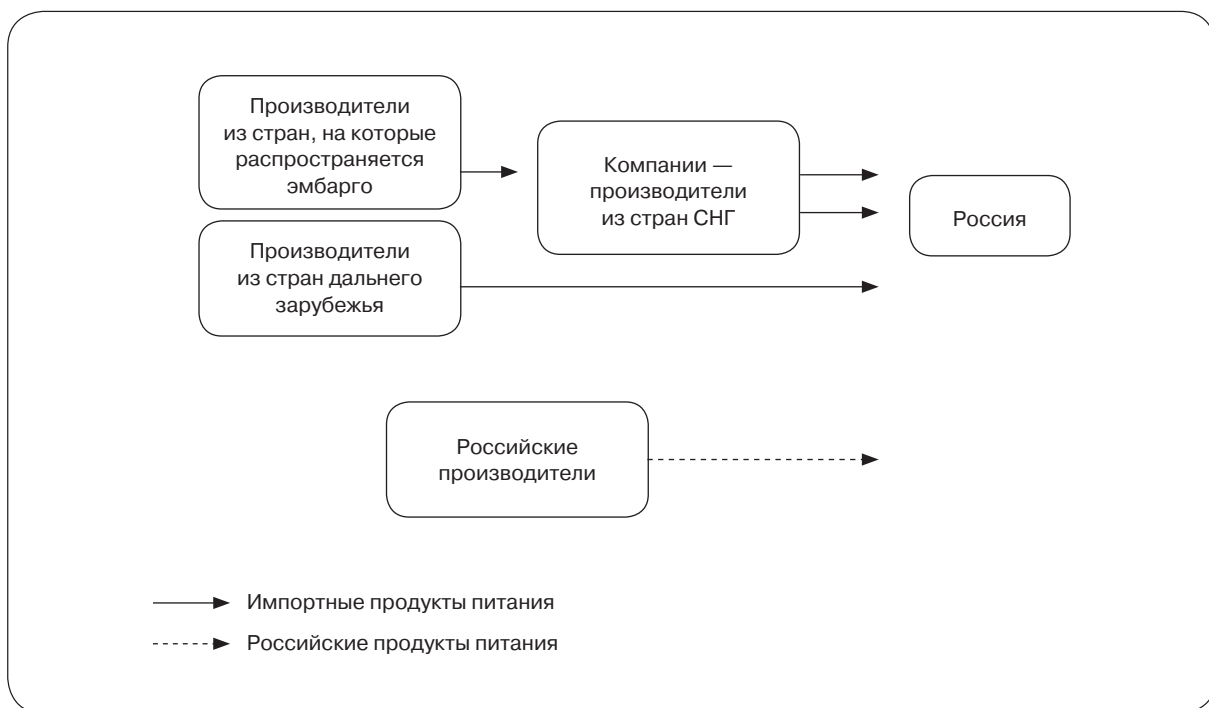 Производители
из стран, на которые
распространяется
эмбарго
Компании —
производители
из стран СНГ
Россия
Производители
из стран дальнего
зарубежья
Российские
производители
Импортные продукты питания
Российские продукты питания